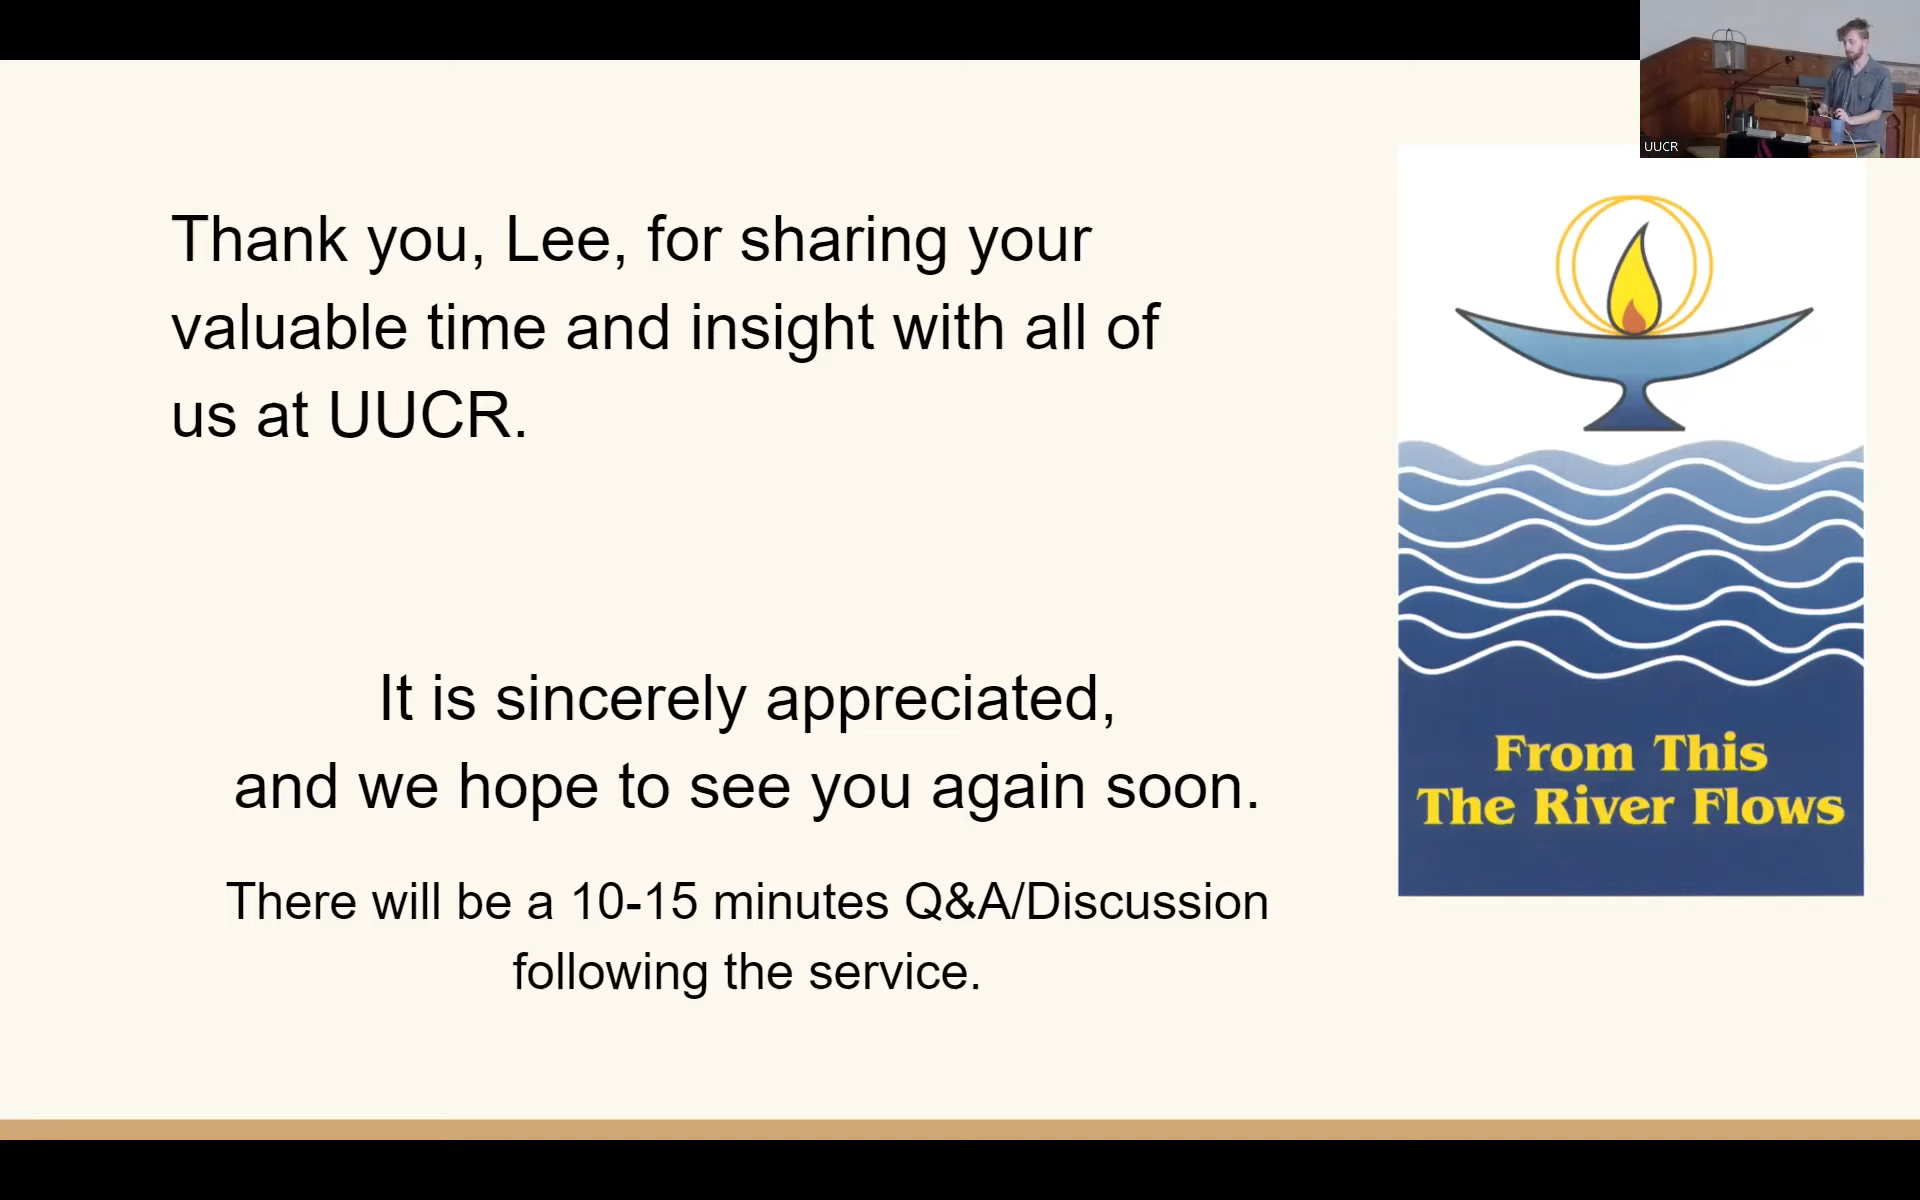 UUCR
Thank you, Lee, for sharing your
valuable time and insight with all of
us at UUCR.
It is sincerely appreciated,
and we hope to see you again soon.
There will be a 10-15 minutes Q&A/Discussion
following the service.
From This
The River Flows